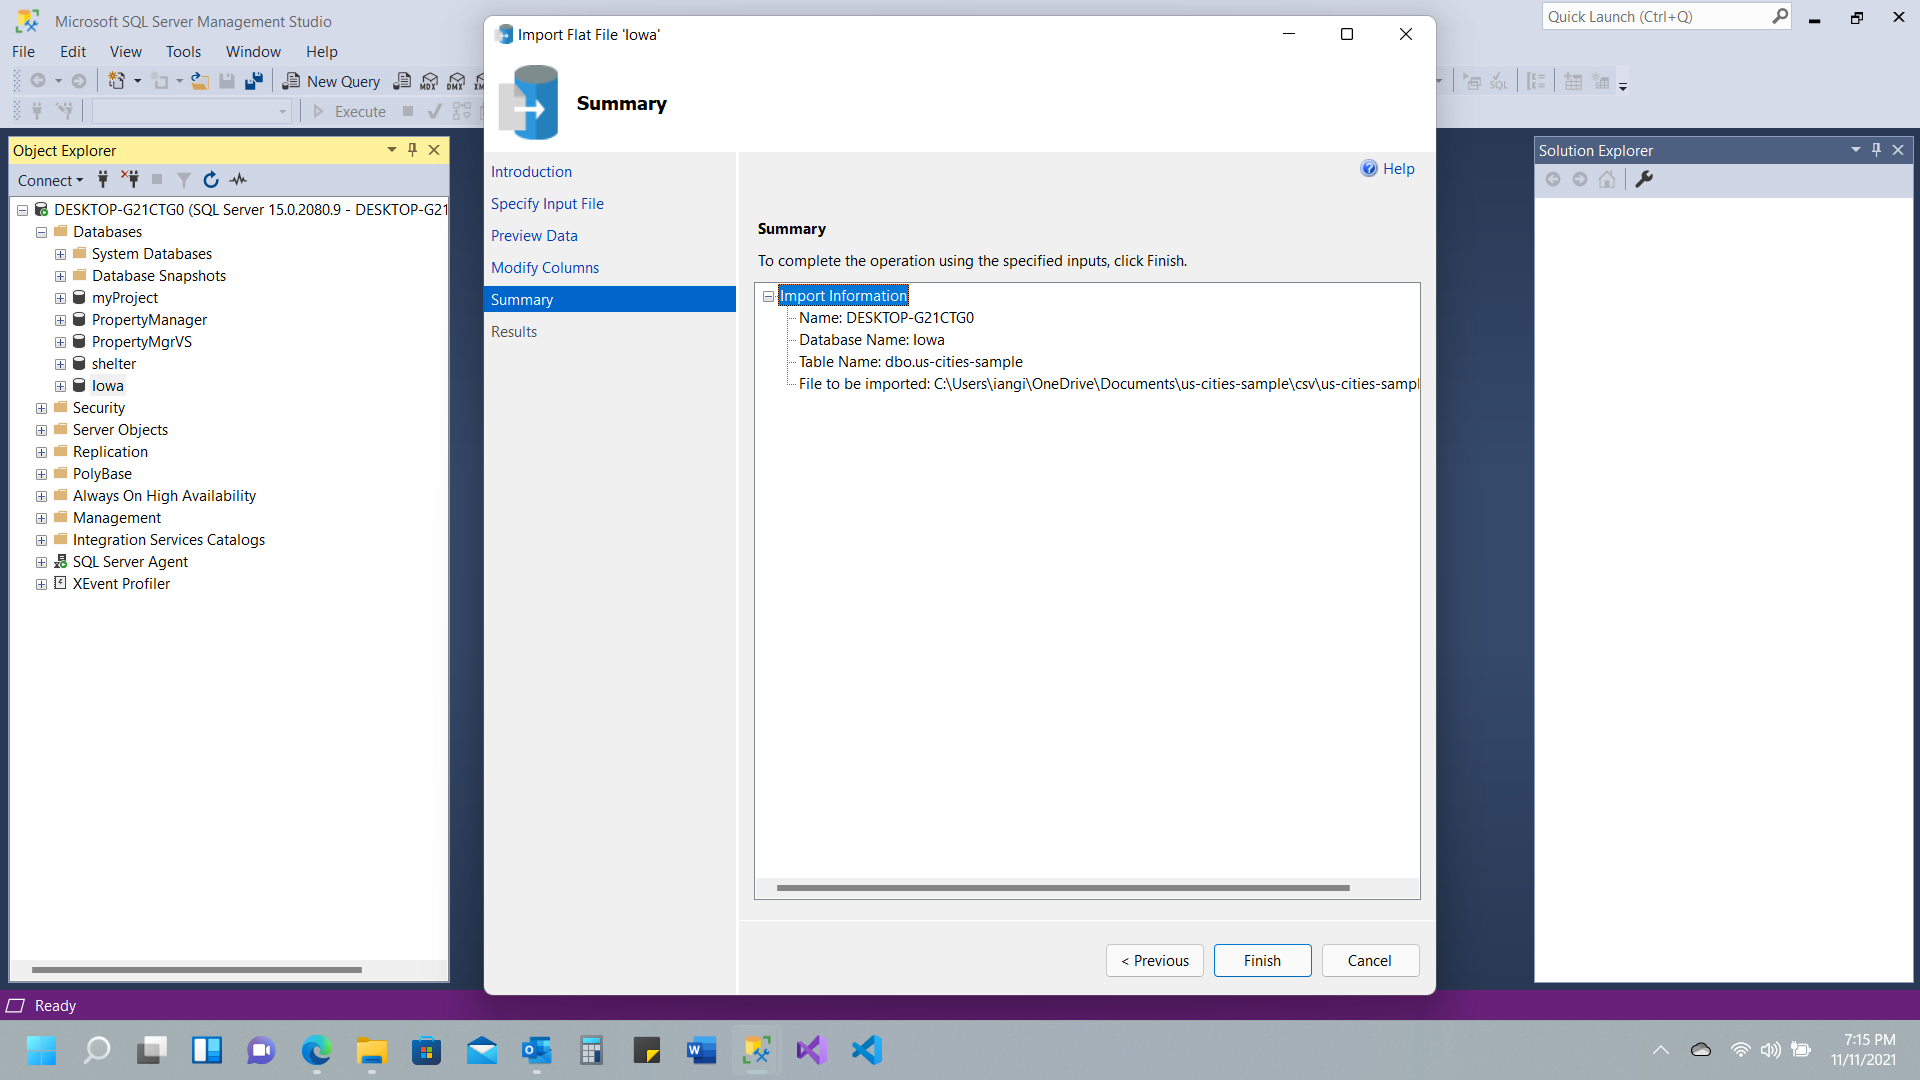 Microsoft SQL Server Management Studio
Quick Launch (Ctrl+Q)
File Edit View Tools Window Help
New Query
MDX DMX
SQL
Execute
Object Explorer
Connect
DESKTOP-G21CTG0 (SQL Server 15.0.2080.9 - DESKTOP-G21
Databases
System Databases
Database Snapshots
myProject
PropertyManager
PropertyMgrVS
shelter
Iowa
Security
Server Objects
Replication
PolyBase
Always On High Availability
Management
Integration Services Catalogs
SQL Server Agent
XEvent Profiler
Import Flat File 'Iowa'
Summary
Introduction
Specify Input File
Preview Data
Modify Columns
Summary
Results
Help
Summary
To complete the operation using the specified inputs, click Finish.
Import Information
Name: DESKTOP-G21CTG0
Database Name: Iowa
Table Name: dbo.us-cities-sample
File to be imported: C:\Users\iangi\OneDrive\Documents\us-cities-sample\csv\us-cities-sampl
< Previous
Finish
Cancel
Solution Explorer
Ready
7:15 PM
11/11/2021